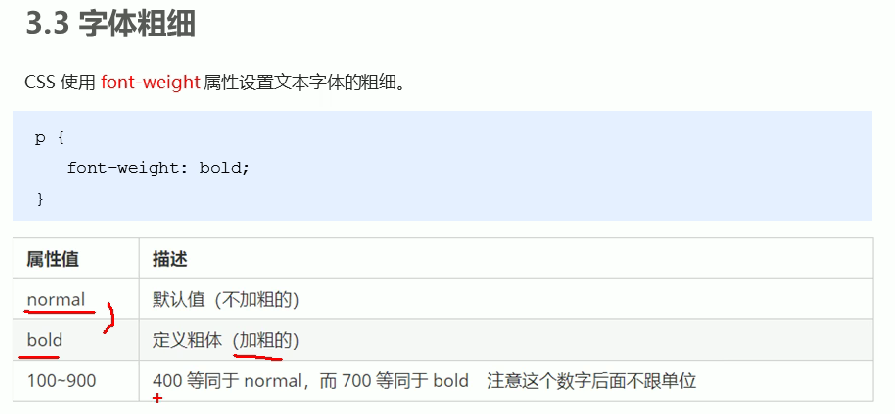 3.3 字体粗细
CSS 使用 font-weight 属性设置文本字体的粗细。
p {
font-weight: bold;
}
属性值 描述
normal 默认值（不加粗的）
bold 定义粗体（加粗的）
100~900 400 等同于 normal，而 700 等同于 bold 注意这个数字后面不跟单位